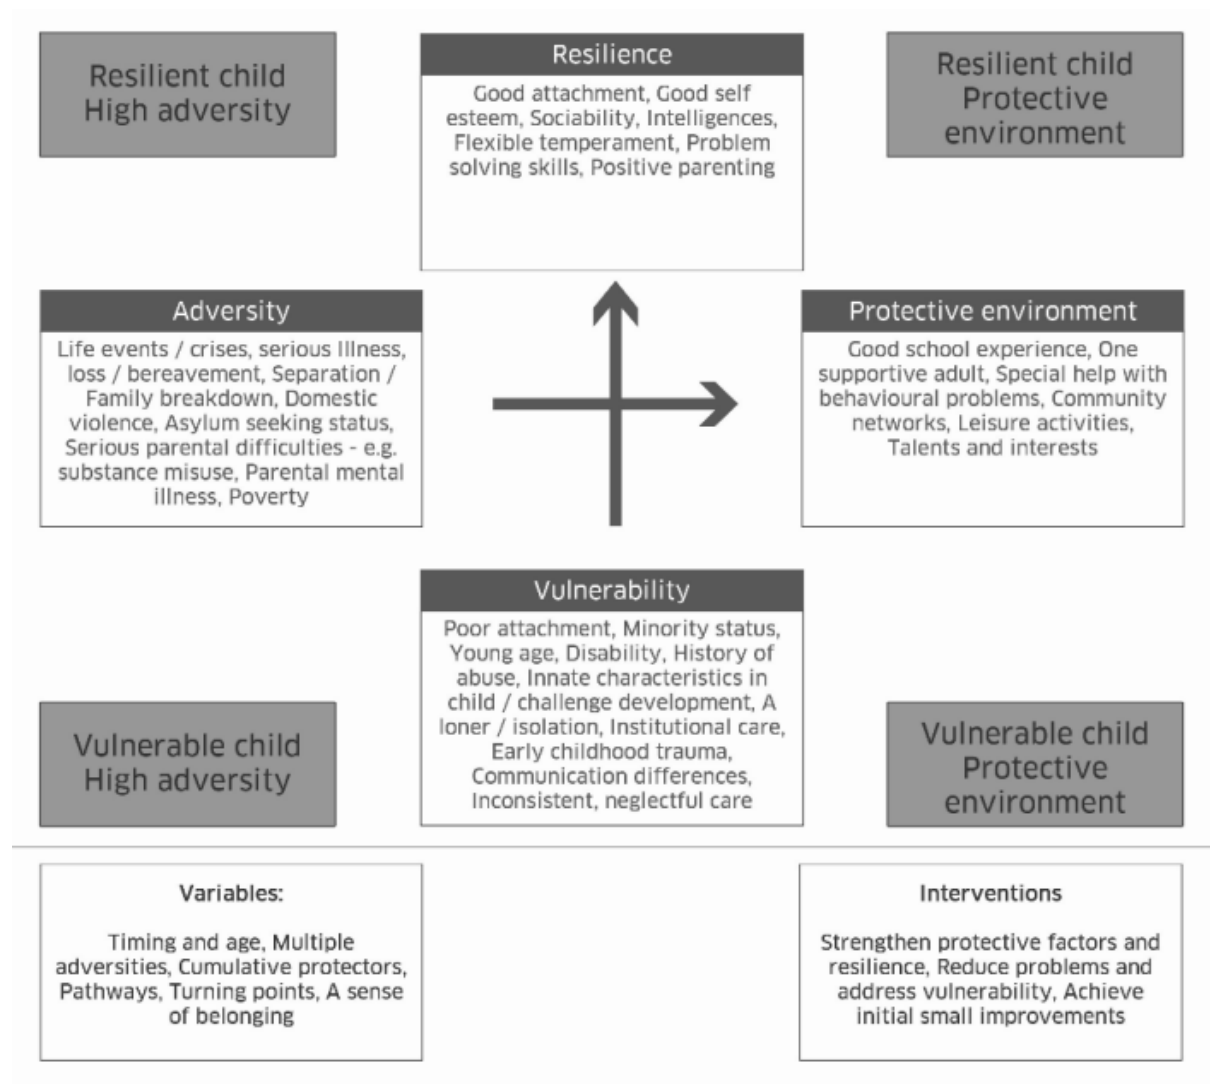 Resilient child
High adversity
Resilience
Good attachment, Good self
esteem, Sociability, Intelligences,
Flexible temperament, Problem
solving skills, Positive parenting
Resilient child
Protective
environment
Adversity
Life events / crises, serious Illness,
loss / bereavement, Separation /
Family breakdown, Domestic
violence, Asylum seeking status,
Serious parental difficulties - e.g.
substance misuse, Parental mental
illness, Poverty
Protective environment
Good school experience, One
supportive adult, Special help with
behavioural problems, Community
networks, Leisure activities,
Talents and interests
Vulnerability
Poor attachment, Minority status,
Young age, Disability, History of
abuse, Innate characteristics in
child / challenge development, A
loner / isolation, Institutional care,
Early childhood trauma,
Communication differences,
Inconsistent, neglectful care
Vulnerable child
High adversity
Vulnerable child
Protective
environment
Variables:
Timing and age, Multiple
adversities, Cumulative protectors,
Pathways, Turning points, A sense
of belonging
Interventions
Strengthen protective factors and
resilience, Reduce problems and
address vulnerability, Achieve
initial small improvements